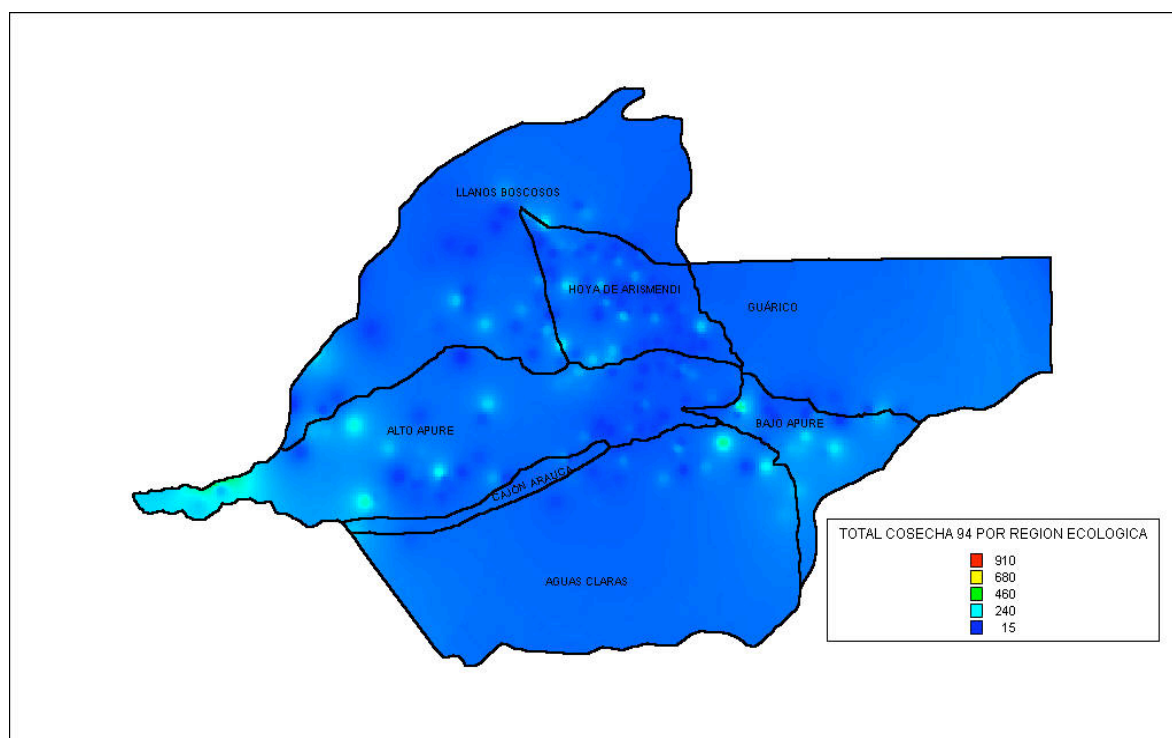 LLANOS BOSCOSOS
HOYA DE ARISMENDI
GUÁRICO
ALTO APURE
BAJO APURE
CAJÓN ARAUCA
AGUAS CLARAS
TOTAL COSECHA 94 POR REGION ECOLOGICA
910
680
460
240
15